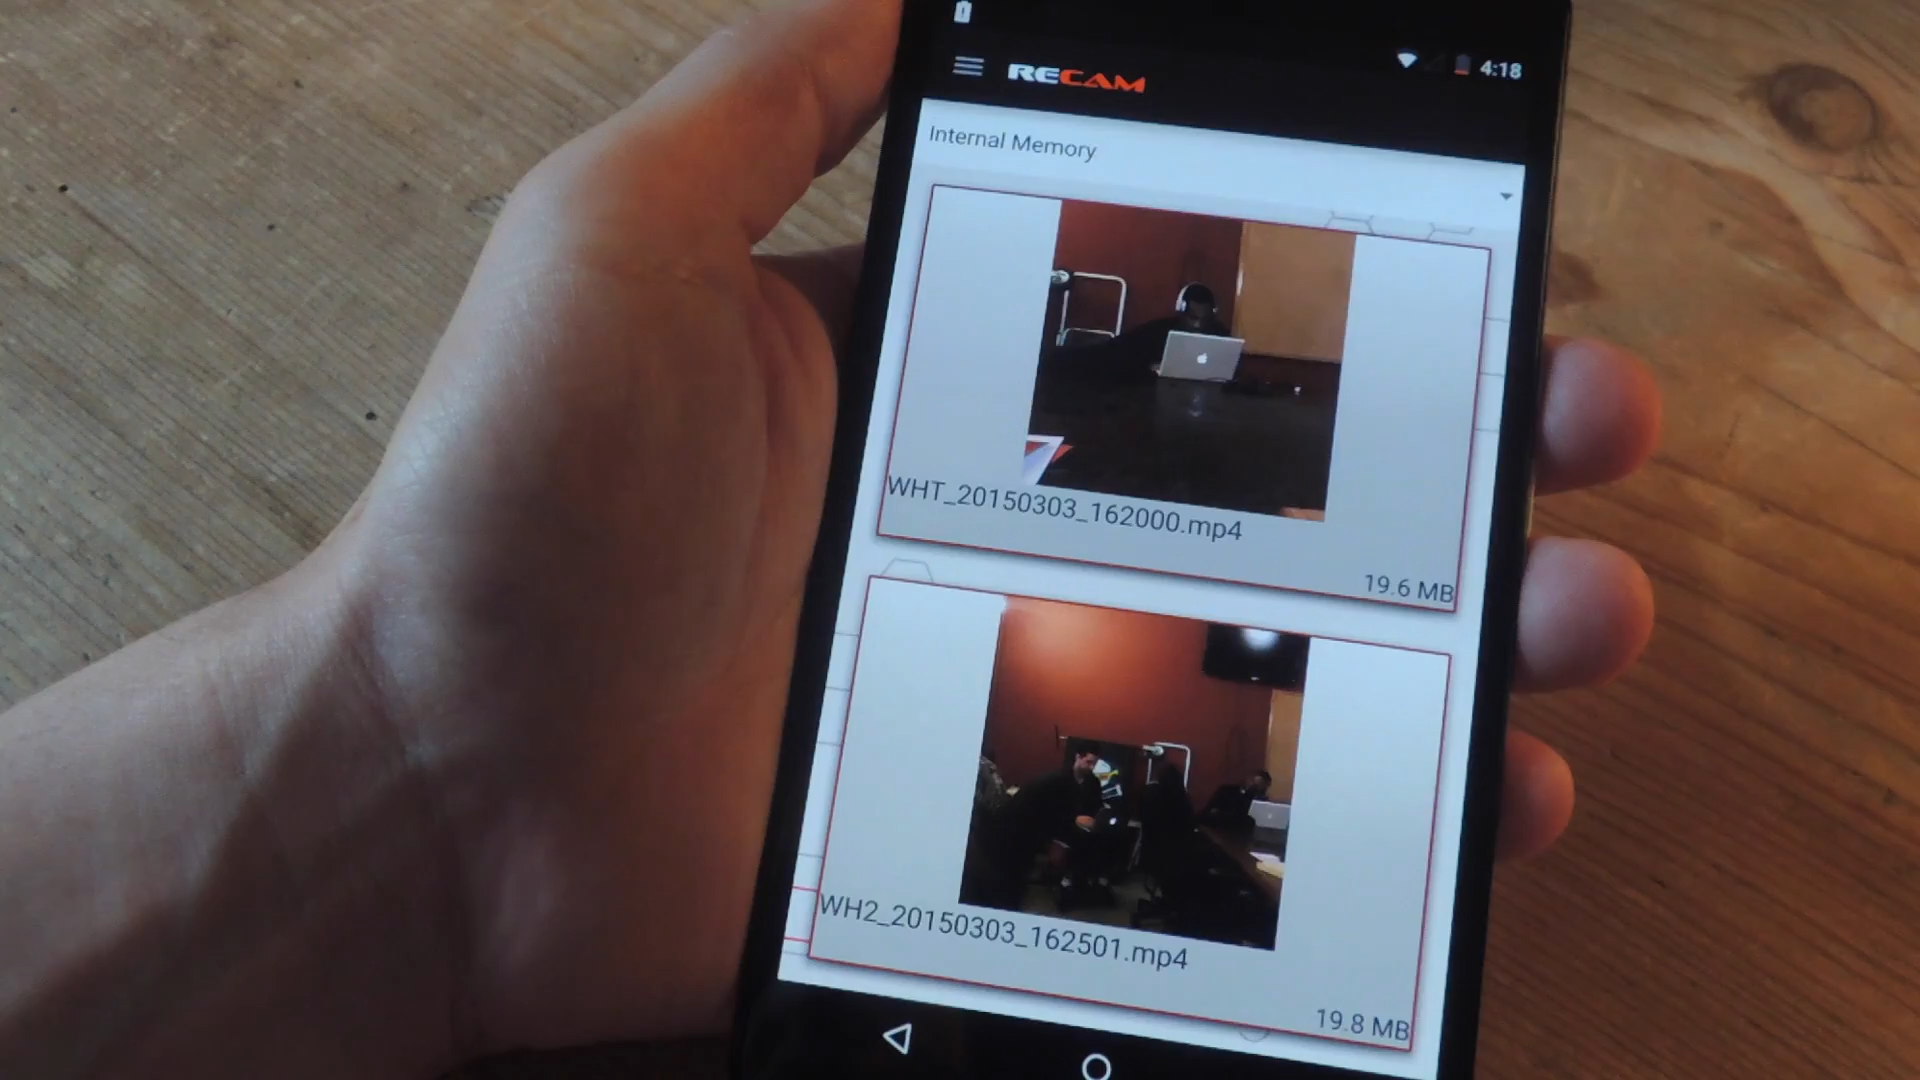 4:18
RECAM
Internal Memory
WHT_20150303_162000.mp4
19.6 MB
WH2_20150303_162501.mp4
19.8 MB